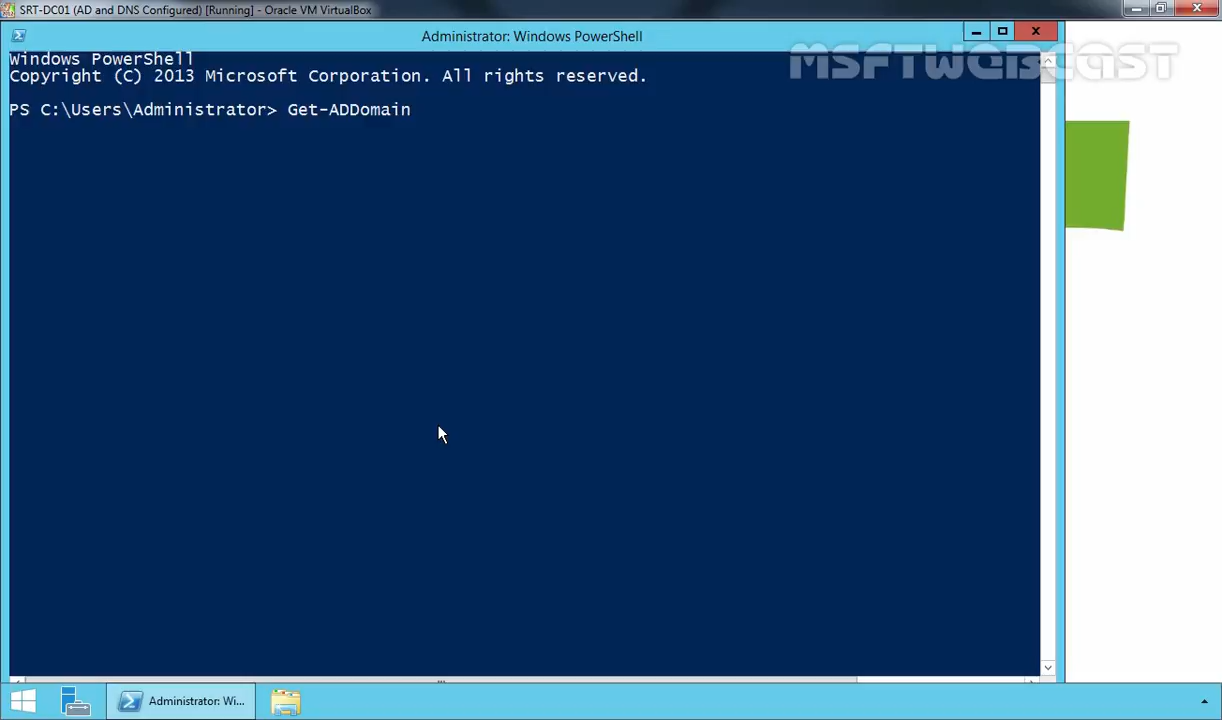 SRT-DC01 (AD and DNS Configured) [Running] - Oracle VM VirtualBox
Administrator: Windows PowerShell
MSFTWEBCAST
Windows PowerShell
Copyright (C) 2013 Microsoft Corporation. All rights reserved.
PS C:\Users\Administrator> Get-ADDomain
Administrator: Wi...